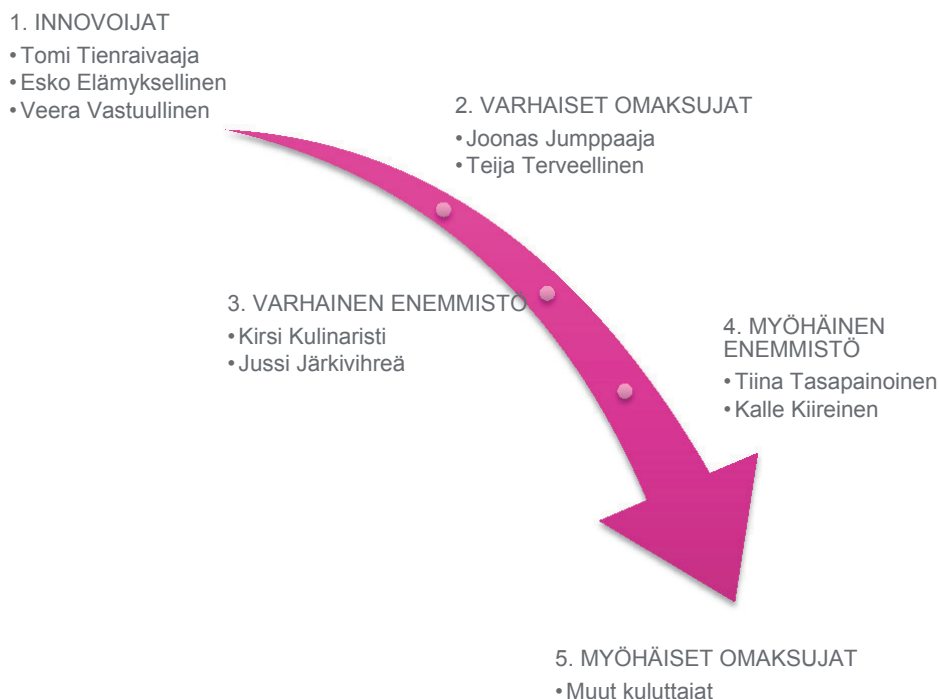 1. INNOVOIJAT
•Tomi Tienraivaaja
•Esko Elämyksellinen
•Veera Vastuullinen
2. VARHAISET OMAKSUJAT
•Joonas Jumppaaja
•Teija Terveellinen
3. VARHAINEN ENEMMISTÖ
•Kirsi Kulinaristi
•Jussi Järkivihreä
4. MYÖHÄINEN
ENEMMISTÖ
•Tiina Tasapainoinen
•Kalle Kiireinen
5. MYÖHÄISET OMAKSUJAT
•Muut kuluttajat